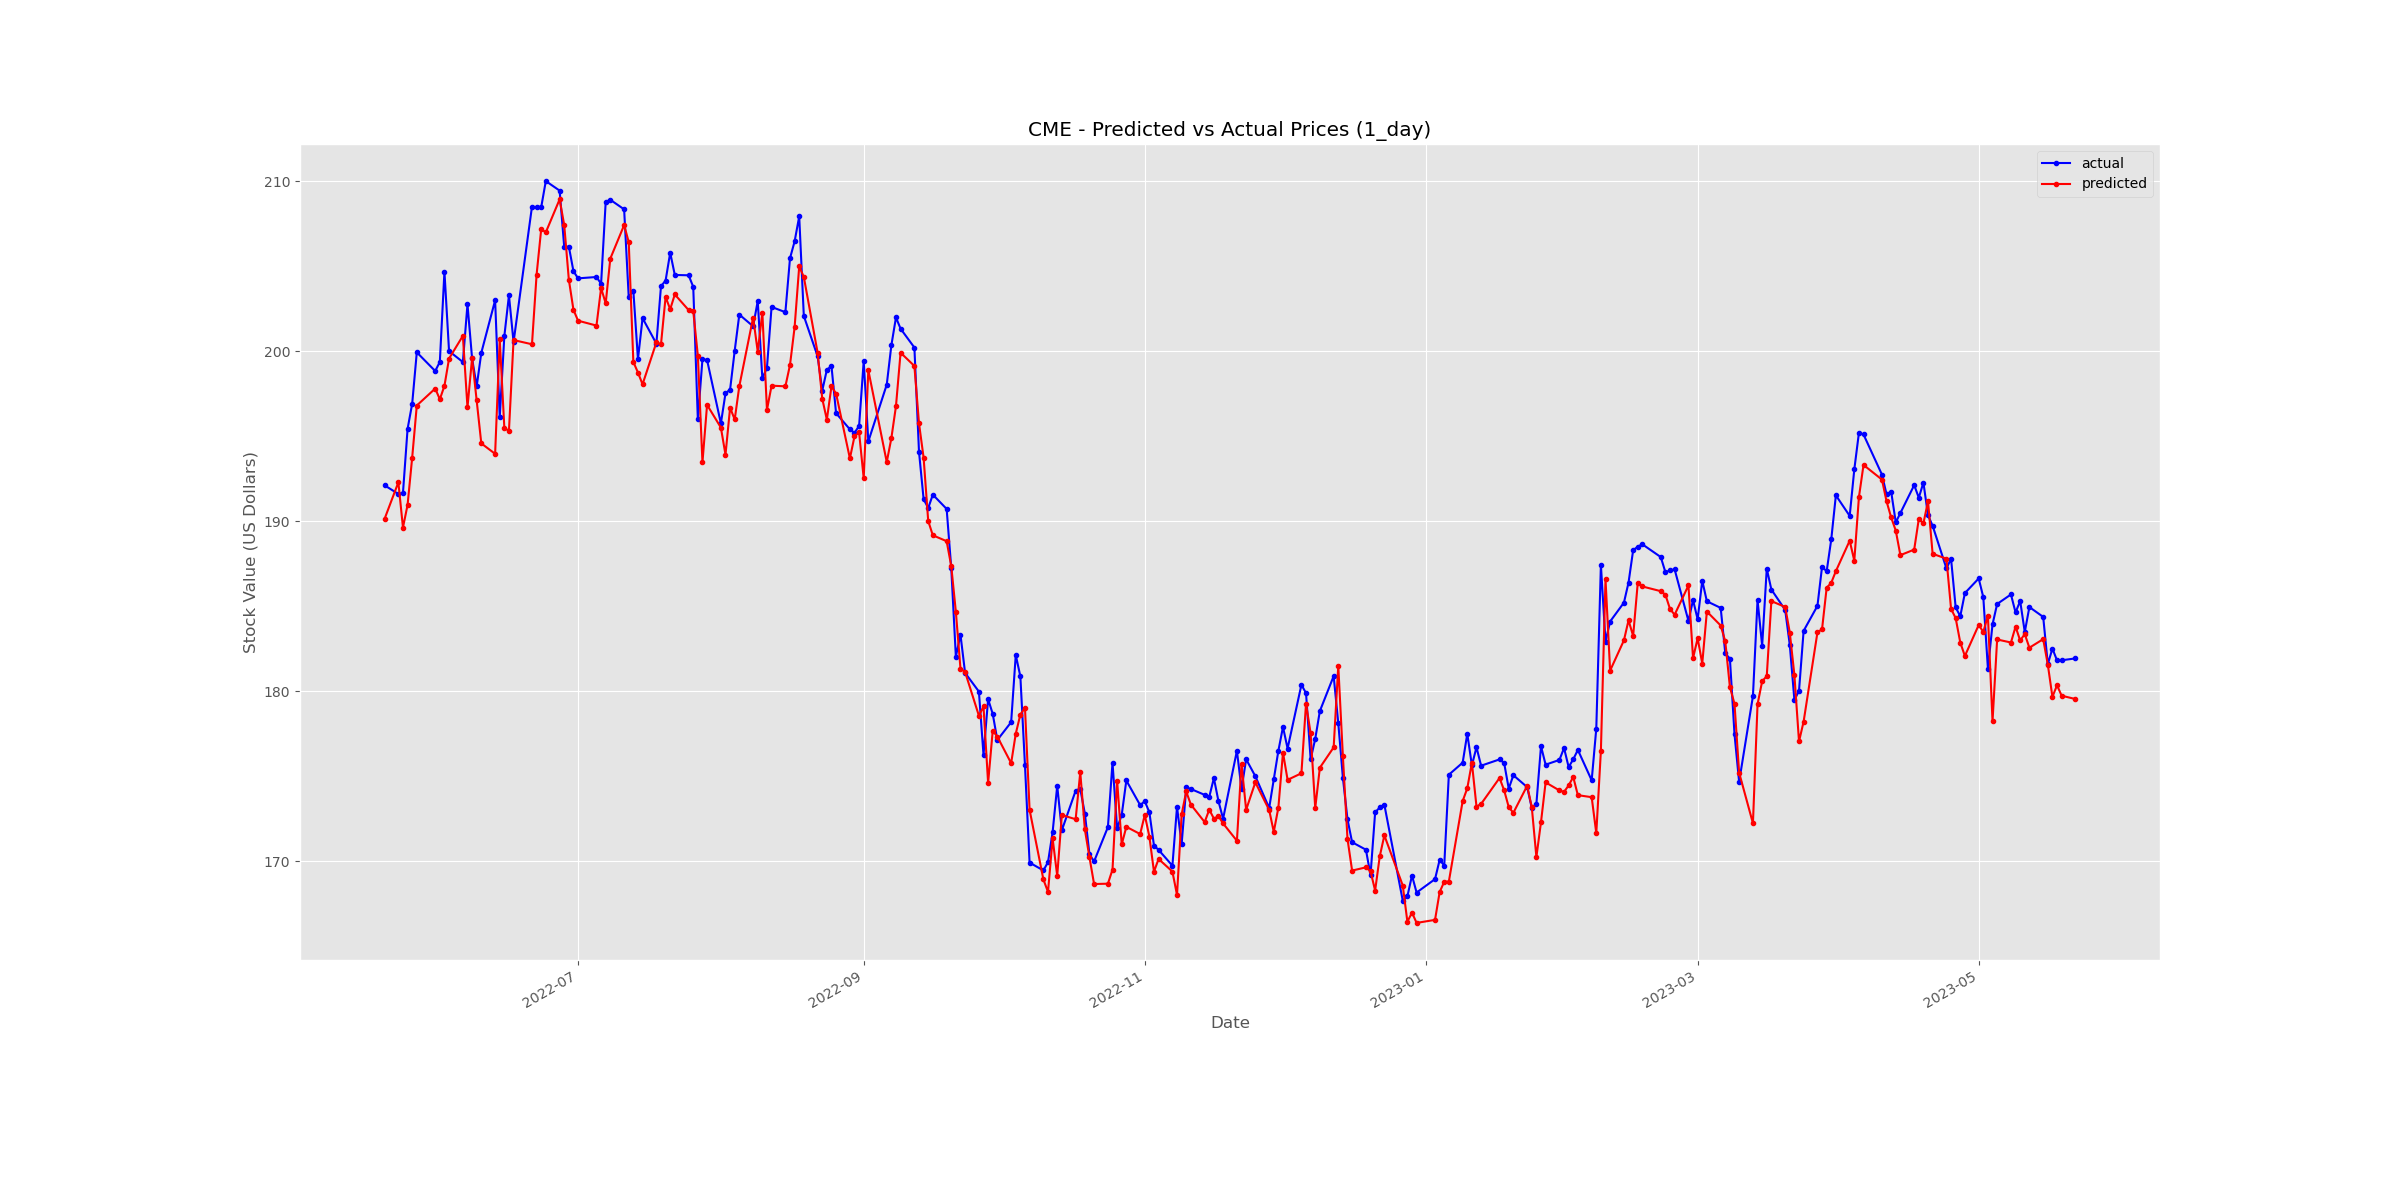 CME - Predicted vs Actual Prices (1_day)
actual
predicted
210
200
190
180
170
Stock Value (US Dollars)
2022-07
2022-09
2022-11
2023-01
2023-03
2023-05
Date